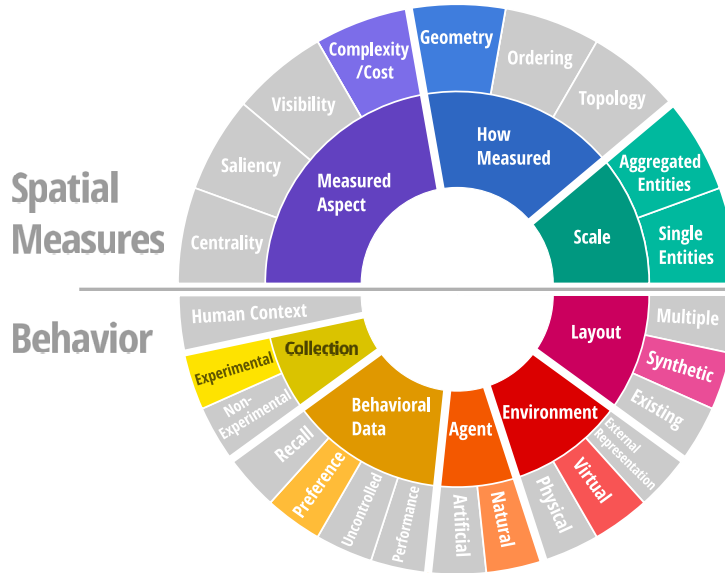 Complexity
/Cost
Geometry
Ordering
Topology
Visibility
Saliency
Centrality
Measured
Aspect
How
Measured
Aggregated
Entities
Single
Entities
Scale
Spatial
Measures
Behavior
Human Context
Collection
Experimental
Non-
Experimental
Behavioral
Data
Recall
Preference
Uncontrolled
Performance
Agent
Artificial
Natural
Environment
Physical
Virtual
External
Representation
Layout
Multiple
Synthetic
Existing